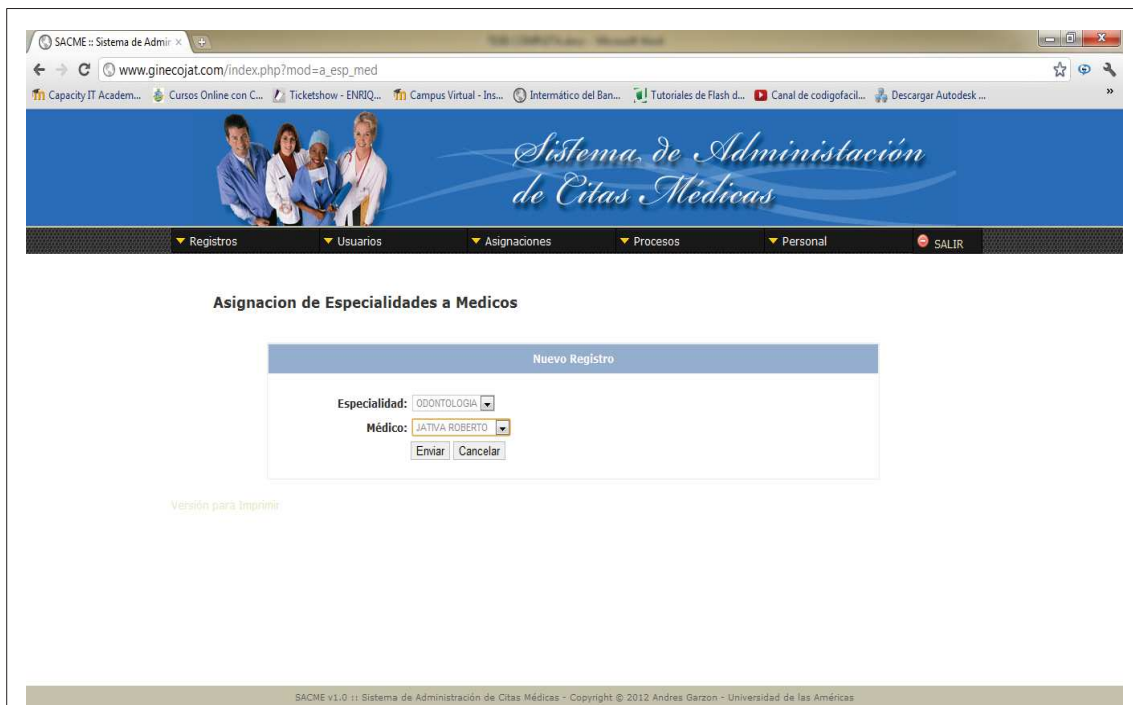 SACME :: Sistema de Admir
www.ginecojat.com/index.php?mod=a_esp_med
Capacity IT Academ... Cursos Online con C... Ticketshow - ENRIQ... Campus Virtual - Ins... Intermático del Ban... Tutoriales de Flash d... Canal de codigofacil... Descargar Autodesk ... »
Sistema de Administación
de Citas Médicas
Registros Usuarios Asignaciones Procesos Personal SALIR
Asignacion de Especialidades a Medicos
Nuevo Registro
Especialidad: ODONTOLOGIA
Médico: JATIVA ROBERTO
Enviar Cancelar
Versión para Imprimir
SACME v1.0 :: Sistema de Administración de Citas Médicas - Copyright © 2012 Andres Garzon - Universidad de las Américas